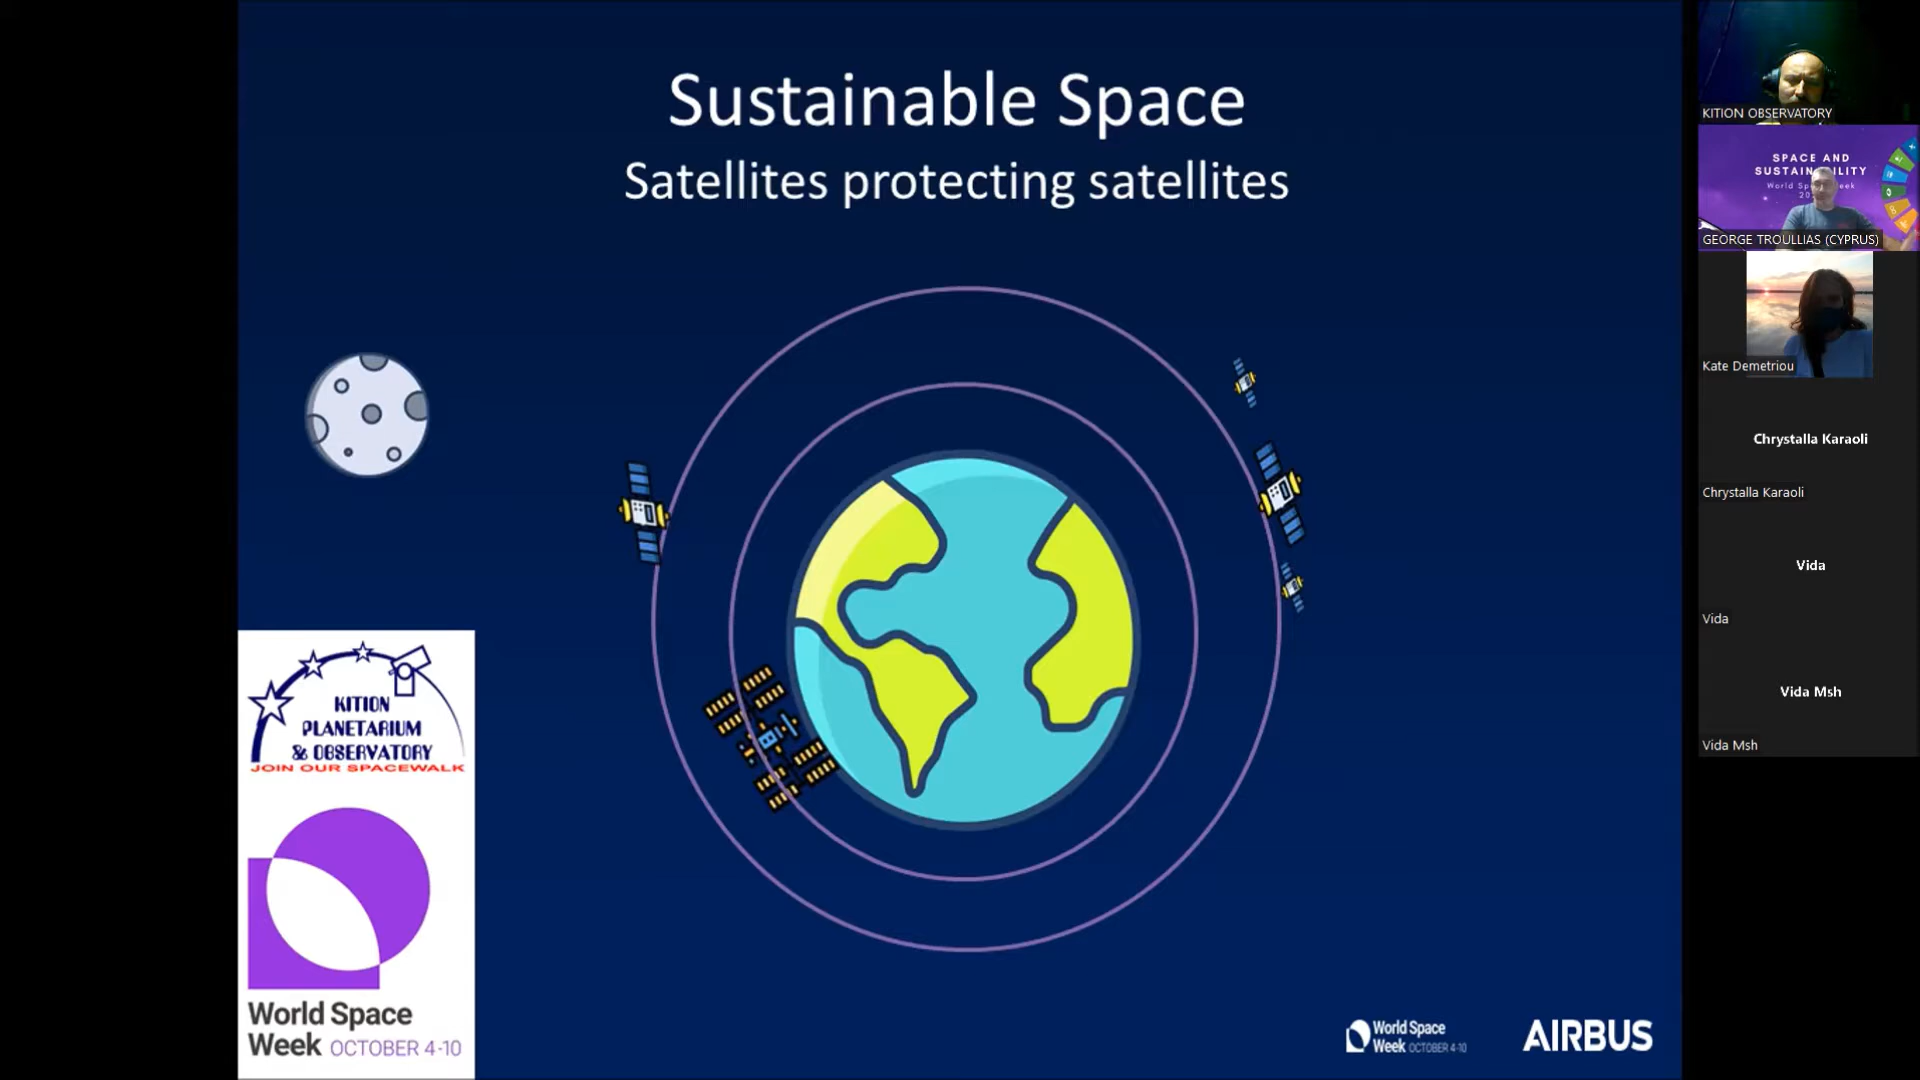 Sustainable Space
Satellites protecting satellites
KITION
PLANETARIUM
& OBSERVATORY
JOIN OUR SPACEWALK
World Space
Week OCTOBER 4-10
World Space
Week OCTOBER 4-10
AIRBUS
KITION OBSERVATORY
SPACE AND
GEORGE TROULLIAS (CYPRUS)
Kate Demetriou
Chrystalla Karaoli
Chrystalla Karaoli
Vida
Vida
Vida Msh
Vida Msh